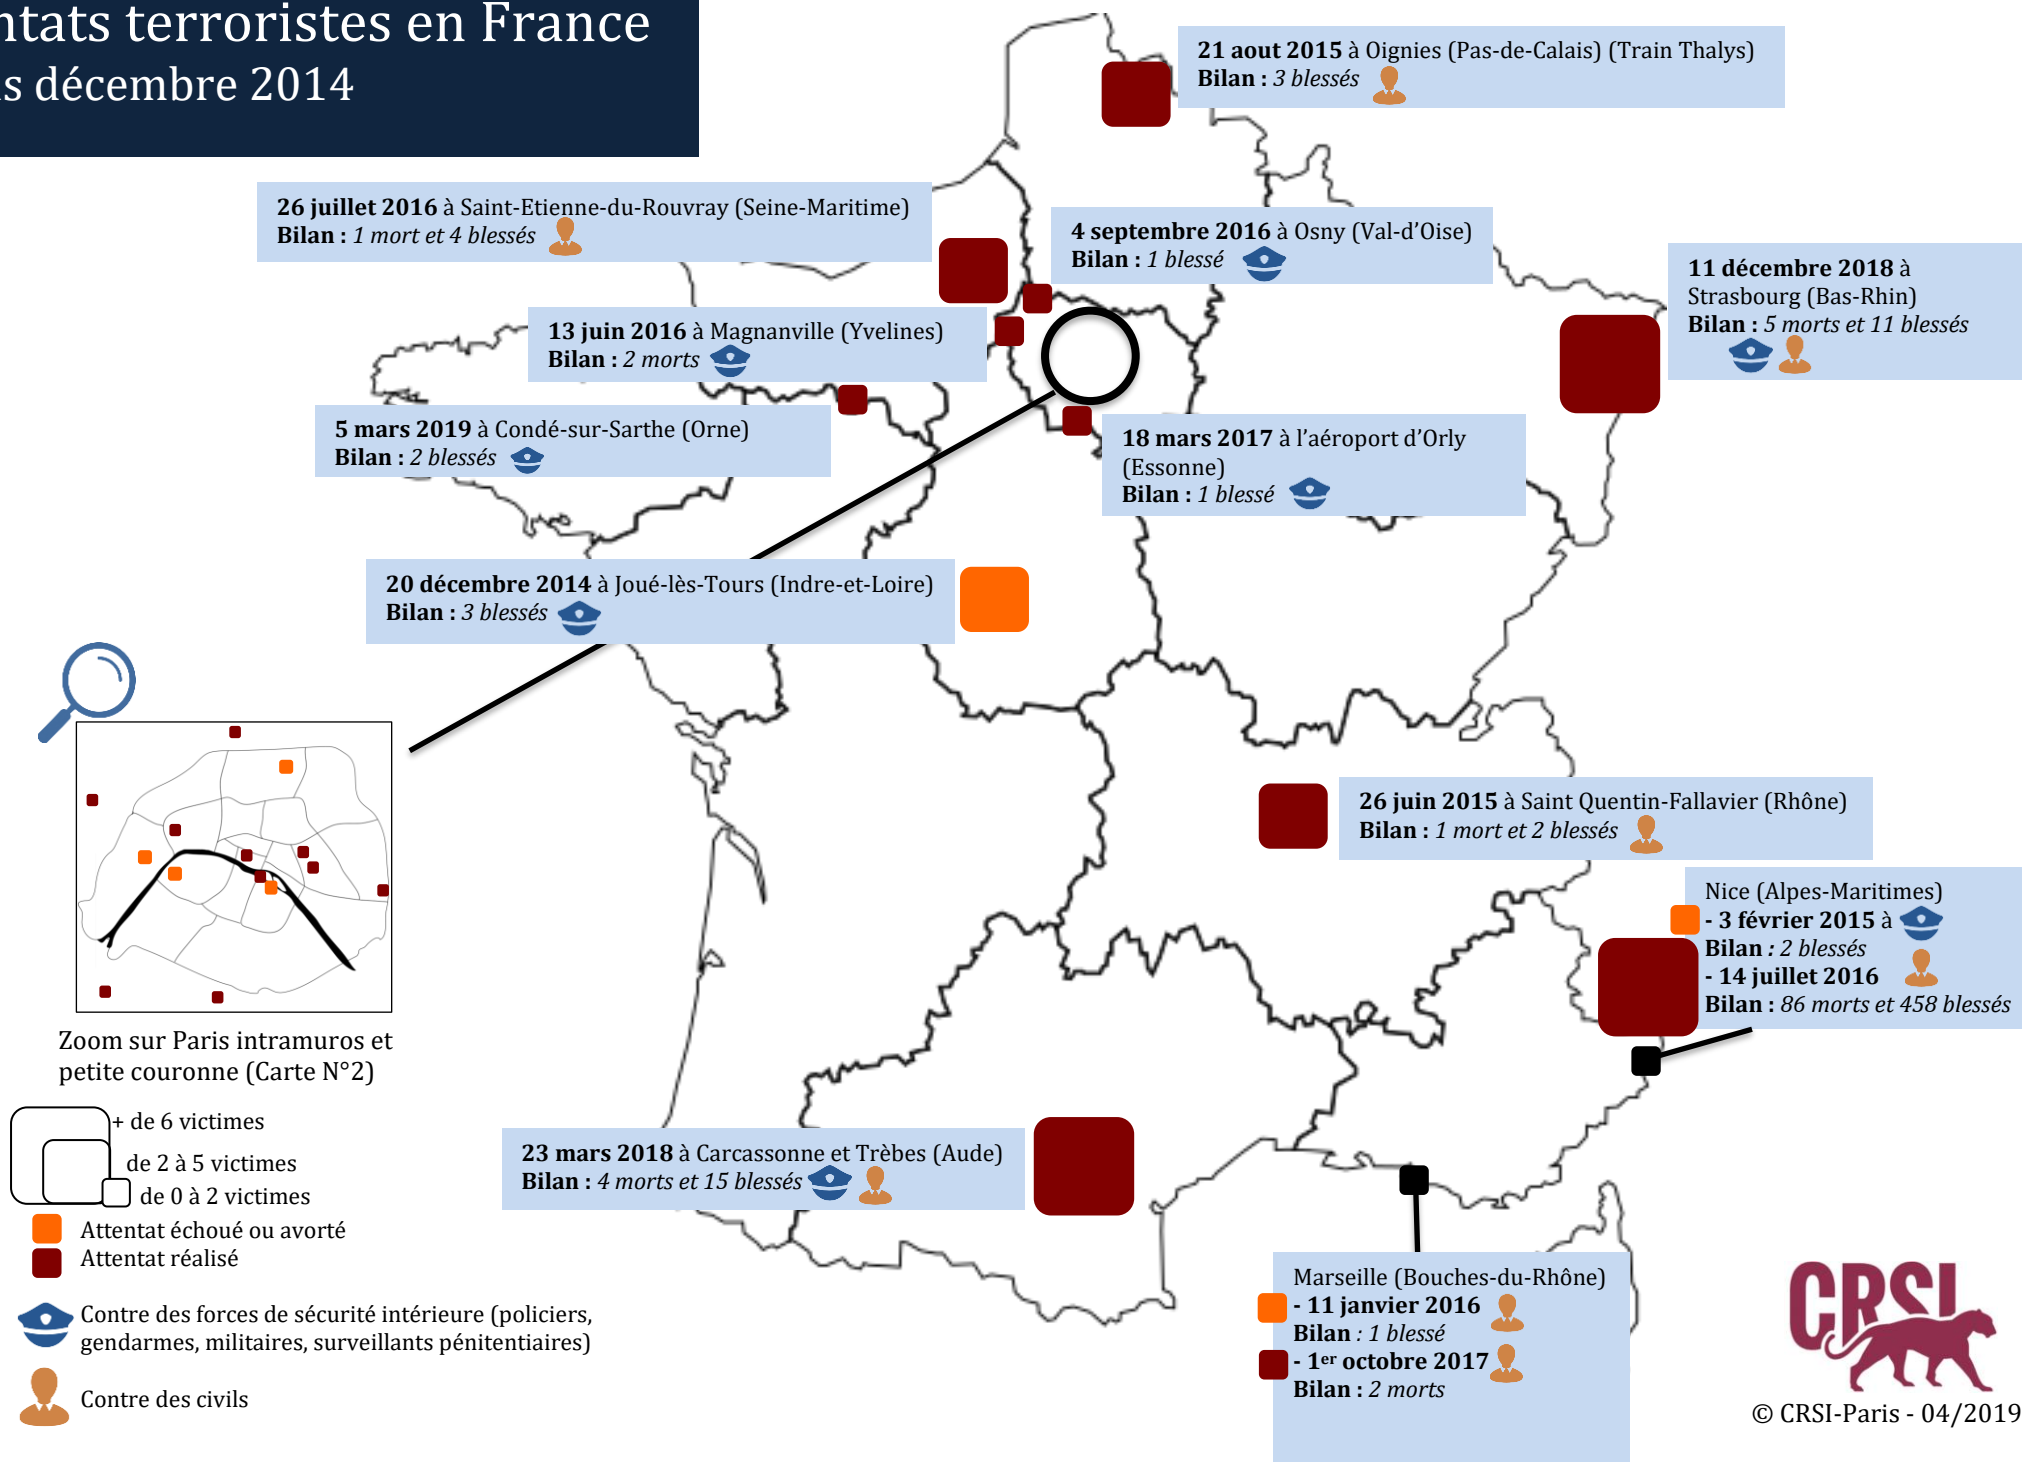 ntats terroristes en France
s décembre 2014
21 aout 2015 à Oignies (Pas-de-Calais) (Train Thalys)
Bilan : 3 blessés
26 juillet 2016 à Saint-Etienne-du-Rouvray (Seine-Maritime)
Bilan : 1 mort et 4 blessés
4 septembre 2016 à Osny (Val-d'Oise)
Bilan : 1 blessé
11 décembre 2018 à
Strasbourg (Bas-Rhin)
Bilan : 5 morts et 11 blessés
13 juin 2016 à Magnanville (Yvelines)
Bilan : 2 morts
5 mars 2019 à Condé-sur-Sarthe (Orne)
Bilan : 2 blessés
18 mars 2017 à l'aéroport d'Orly
(Essonne)
Bilan : 1 blessé
20 décembre 2014 à Joué-lès-Tours (Indre-et-Loire)
Bilan : 3 blessés
26 juin 2015 à Saint Quentin-Fallavier (Rhône)
Bilan : 1 mort et 2 blessés
Nice (Alpes-Maritimes)
- 3 février 2015 à
Bilan : 2 blessés
- 14 juillet 2016
Bilan : 86 morts et 458 blessés
Zoom sur Paris intramuros et
petite couronne (Carte N°2)
+ de 6 victimes
de 2 à 5 victimes
de 0 à 2 victimes
Attentat échoué ou avorté
Attentat réalisé
Contre des forces de sécurité intérieure (policiers,
gendarmes, militaires, surveillants pénitentiaires)
Contre des civils
23 mars 2018 à Carcassonne et Trèbes (Aude)
Bilan : 4 morts et 15 blessés
Marseille (Bouches-du-Rhône)
- 11 janvier 2016
Bilan : 1 blessé
- 1er octobre 2017
Bilan : 2 morts
CRSI
© CRSI-Paris - 04/2019